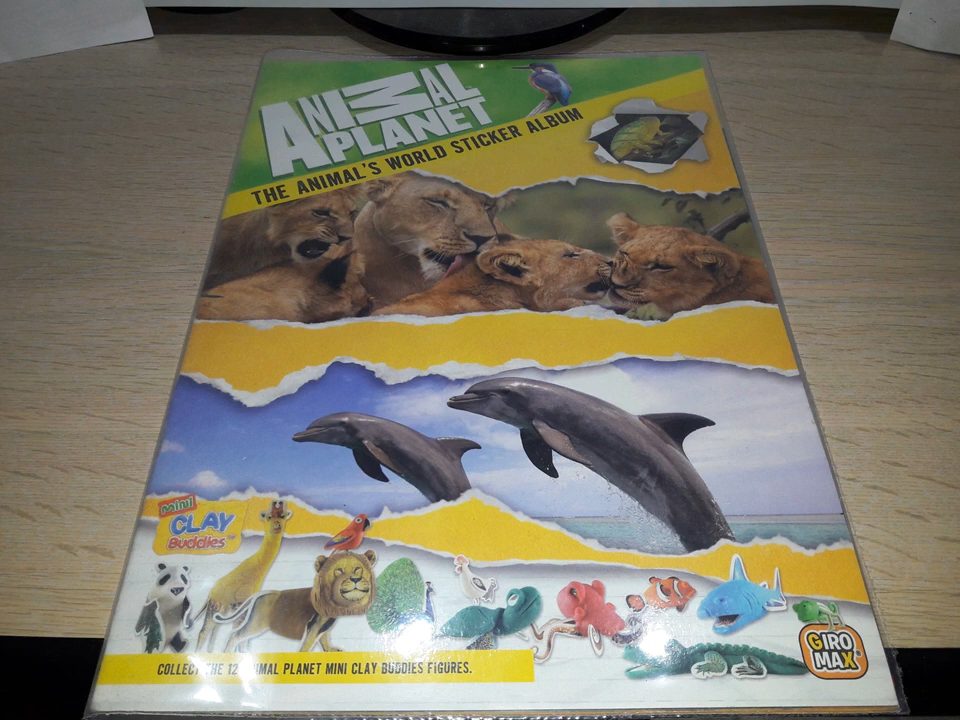 ANIMAL
PLANET
THE ANIMAL'S WORLD STICKER ALBUM
mini
CLAY
Buddies™
COLLECT THE 12 ANIMAL PLANET MINI CLAY BUDDIES FIGURES.
GIRO
MAX